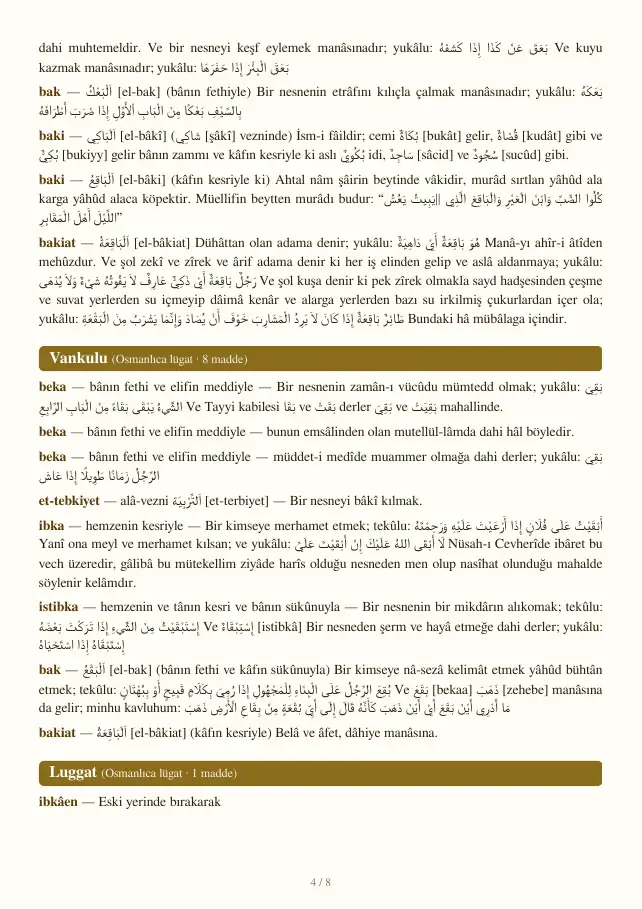 dahi muhtemeldir. Ve bir nesneyi keşf eylemek manâsınadır; yukâlu: بَعَقَ عَنْ كَذَا إِذَا كَشَفَهُ Ve kuyu
kazmak manâsınadır; yukâlu: بَعَقَ الْبِئْرَ إِذَا حَفَرَهَا
bak — اَلْبَعْكُ [el-bak] (bânın fethiyle) Bir nesnenin etrâfını kılıçla çalmak manâsınadır; yukâlu: بَعَكَهُ
بِالسَّيْفِ بَعْكًا مِنَ الْبَابِ اْلأَوَّلِ إِذَا ضَرَبَ أَطْرَافَهُ
baki — اَلْبَاكِى [el-bâkî] (شَاكِي [şâkî] vezninde) İsm-i fâildir; cemi بُكَاةٌ [bukât] gelir, قُضَاةٌ [kudât] gibi ve
بُكِيٌّ [bukiyy] gelir bânın zammı ve kâfın kesriyle ki aslı بُكُويٌ idi, سَاجِدٌ [sâcid] ve سُجُودٌ [sucûd] gibi.
baki — اَلْبَاقِعُ [el-bâki] (kâfın kesriyle ki) Ahtal nâm şâirin beytinde vâkidir, murâd sırtlan yâhûd ala
karga yâhûd alaca köpektir. Müellifin beytten murâdı budur: “كُلُوا الضَّبَّ وَابْنَ الْعَيْرِ وَالْبَاقِعَ الَّذِى ||يَبِيتُ يَعُسُّ
اللَّيْلَ أَهْلَ الْمَقَابِرِ”
bakiat — اَلْبَاقِعَةُ [el-bâkiat] Dühâttan olan adama denir; yukâlu: هُوَ بَاقِعَةٌ أَيْ دَاهِيَةٌ Manâ-yı ahîr-i âtîden
mehûzdur. Ve şol zekî ve zîrek ve ârif adama denir ki her iş elinden gelip ve aslâ aldanmaya; yukâlu:
رَجُلٌ بَاقِعَةٌ أَيْ ذَكِيٌّ عَارِفٌ لاَ يَفُوتُهُ شَيْءٌ وَلاَ يُدْهَى Ve şol kuşa denir ki pek zîrek olmakla sayd hadşesinden çeşme
ve suvat yerlerden su içmeyip dâimâ kenâr ve alarga yerlerden bazı su irkilmiş çukurlardan içer ola;
yukâlu: طَائِرٌ بَاقِعَةٌ إِذَا كَانَ لاَ يَرِدُ الْمَشَارِبَ خَوْفَ أَنْ يُصَادَ وَإِنَّمَا يَشْرَبُ مِنَ الْبَقْعَةِ Bundaki hâ mübâlaga içindir.
Vankulu (Osmanlıca lügat · 8 madde)
beka — bânın fethi ve elifin meddiyle — Bir nesnenin zamân-ı vücûdu mümtedd olmak; yukâlu: بَقِيَ
الشَّيْءُ يَبْقَى بَقَاءً مِنَ الْبَابِ الرَّابِعِ Ve Tayyi kabilesi بَقَا ve بَقَتْ derler بَقِيَ ve بَقِيَتْ mahallinde.
beka — bânın fethi ve elifin meddiyle — bunun emsâlinden olan mutellül-lâmda dahi hâl böyledir.
beka — bânın fethi ve elifin meddiyle — müddet-i medîde muammer olmağa dahi derler; yukâlu: بَقِيَ
الرَّجُلُ زَمَانًا طَوِيلًا إِذَا عَاشَ
et-tebkiyet — alâ-vezni اَلتَّرْبِيَة [et-terbiyet] — Bir nesneyi bâkî kılmak.
ibka — hemzenin kesriyle — Bir kimseye merhamet etmek; tekûlu: أَبْقَيْتُ عَلَى فُلَانٍ إِذَا أَرْعَيْتَ عَلَيْهِ وَرَحِمْتَهُ
Yanî ona meyl ve merhamet kılsan; ve yukâlu: لَا أَبْقَى اللهُ عَلَيْكَ إِنْ أَبْقَيْتَ عَلَيَّ Nüsah-ı Cevherîde ibâret bu
vech üzeredir, gâlibâ bu mütekellim ziyâde harîs olduğu nesneden men olup nasîhat olunduğu mahalde
söylenir kelâmdır.
istibka — hemzenin ve tânın kesri ve bânın sükûnuyla — Bir nesnenin bir mikdârın alıkomak; tekûlu:
إِسْتَبْقَيْتُ مِنَ الشَّيْءِ إِذَا تَرَكْتَ بَعْضَهُ Ve إِسْتِبْقَاءٌ [istibkâ] Bir nesneden şerm ve hayâ etmeğe dahi derler; yukâlu:
إِسْتَبْقَاهُ إِذَا اسْتَحْيَاهُ
bak — اَلْبَقْعُ [el-bak] (bânın fethi ve kâfın sükûnuyla) Bir kimseye nâ-sezâ kelimât etmek yâhûd bühtân
etmek; tekûlu: بُقِعَ الرَّجُلُ عَلَى الْبِنَاءِ لِلْمَجْهُولِ إِذَا رُمِيَ بِكَلَامٍ قَبِيحٍ أَوْ بِبُهْتَانٍ Ve بَقَعَ [bekaa] ذَهَبَ [zehebe] manâsına
da gelir; minhu kavluhum: مَا أَدْرِي أَيْنَ بَقَعَ أَيْ أَيْنَ ذَهَبَ كَأَنَّهُ قَالَ إِلَى أَيِّ بُقْعَةٍ مِنْ بِقَاعِ الْأَرْضِ ذَهَبَ
bakiat — اَلْبَاقِعَةُ [el-bâkiat] (kâfın kesriyle) Belâ ve âfet, dâhiye manâsına.
Luggat (Osmanlıca lügat · 1 madde)
ibkâen — Eski yerinde bırakarak
4 / 8